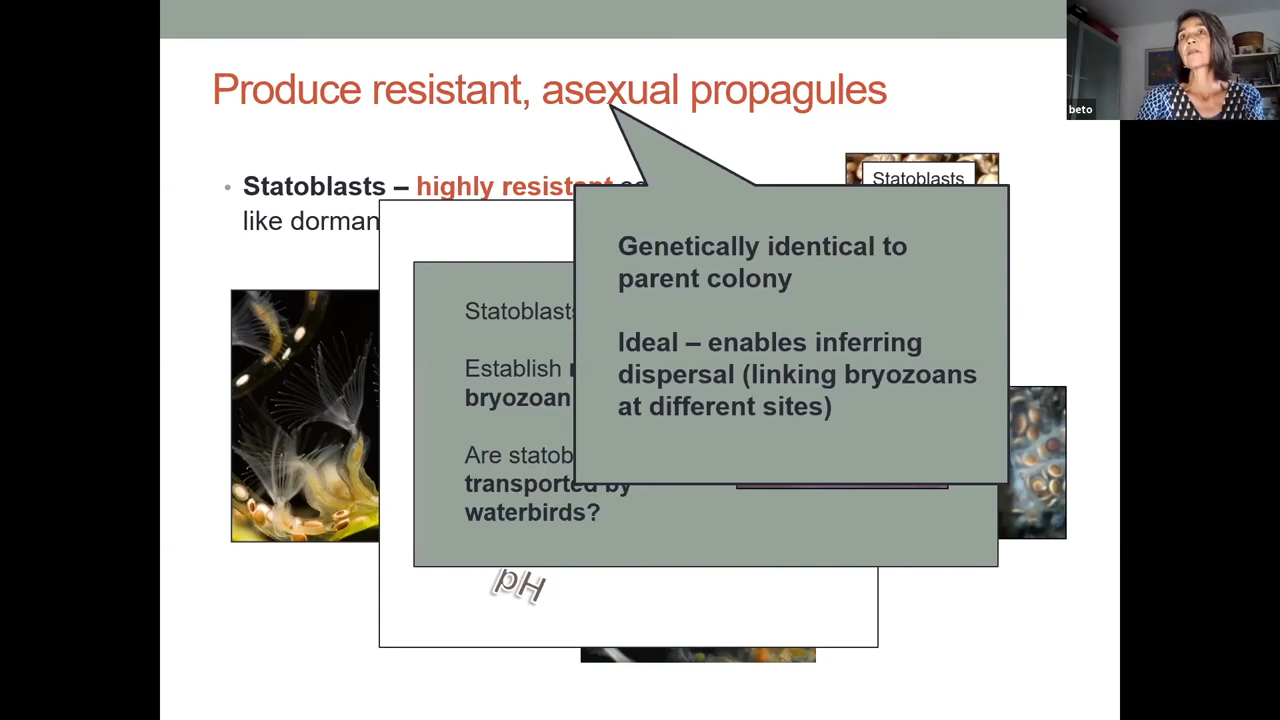 Produce resistant, asexual propagules
beto
• Statoblasts – highly resistant
like dorman
Statoblasts
Genetically identical to
parent colony
Ideal – enables inferring
dispersal (linking bryozoans
at different sites)
Statoblasts
Establish
bryozoan
Are statob
transported by
waterbirds?
pH